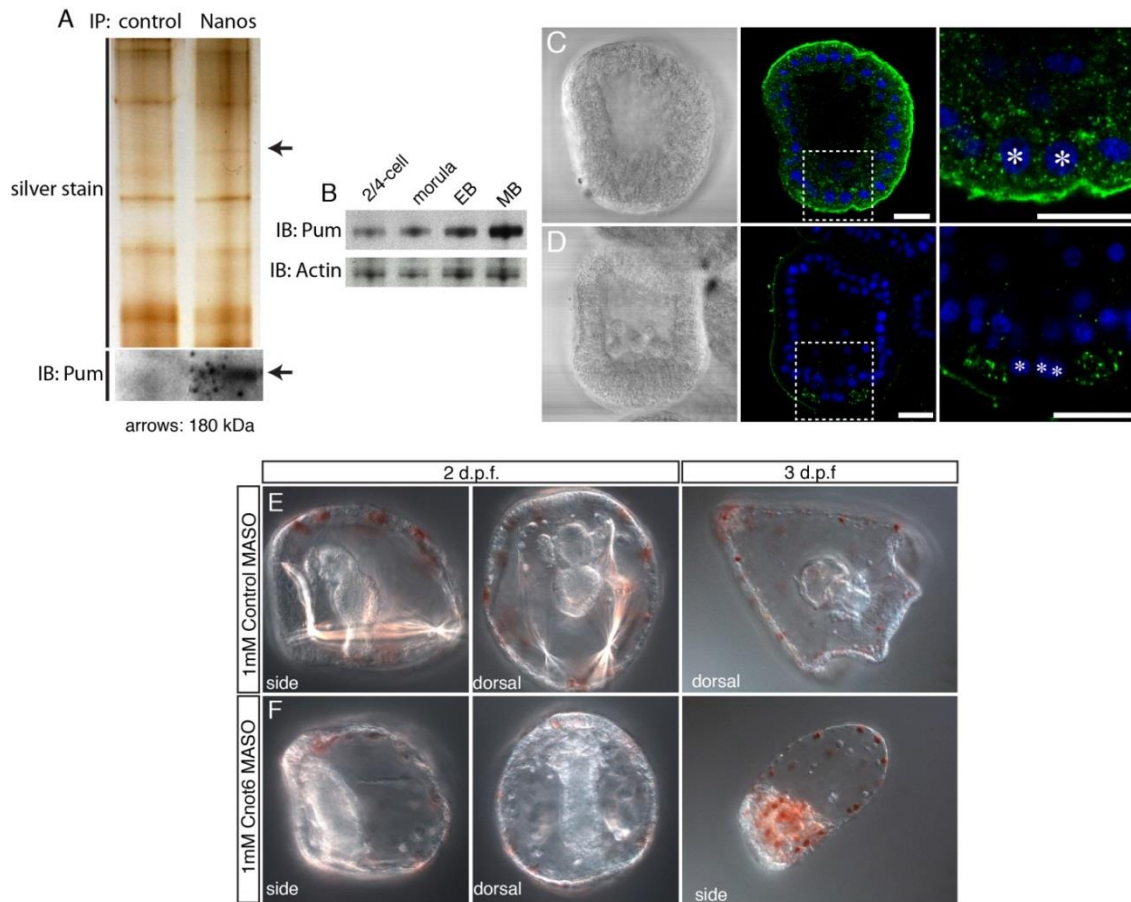 A IP: control Nanos
silver stain
IB: Pum
arrows: 180 kDa
B
2/4-cell morula EB MB
IB: Pum
IB: Actin
C
* *
D
* * *
2 d.p.f. 3 d.p.f
1mM Control MASO
E
side dorsal dorsal
1mM Cnot6 MASO
F
side dorsal side